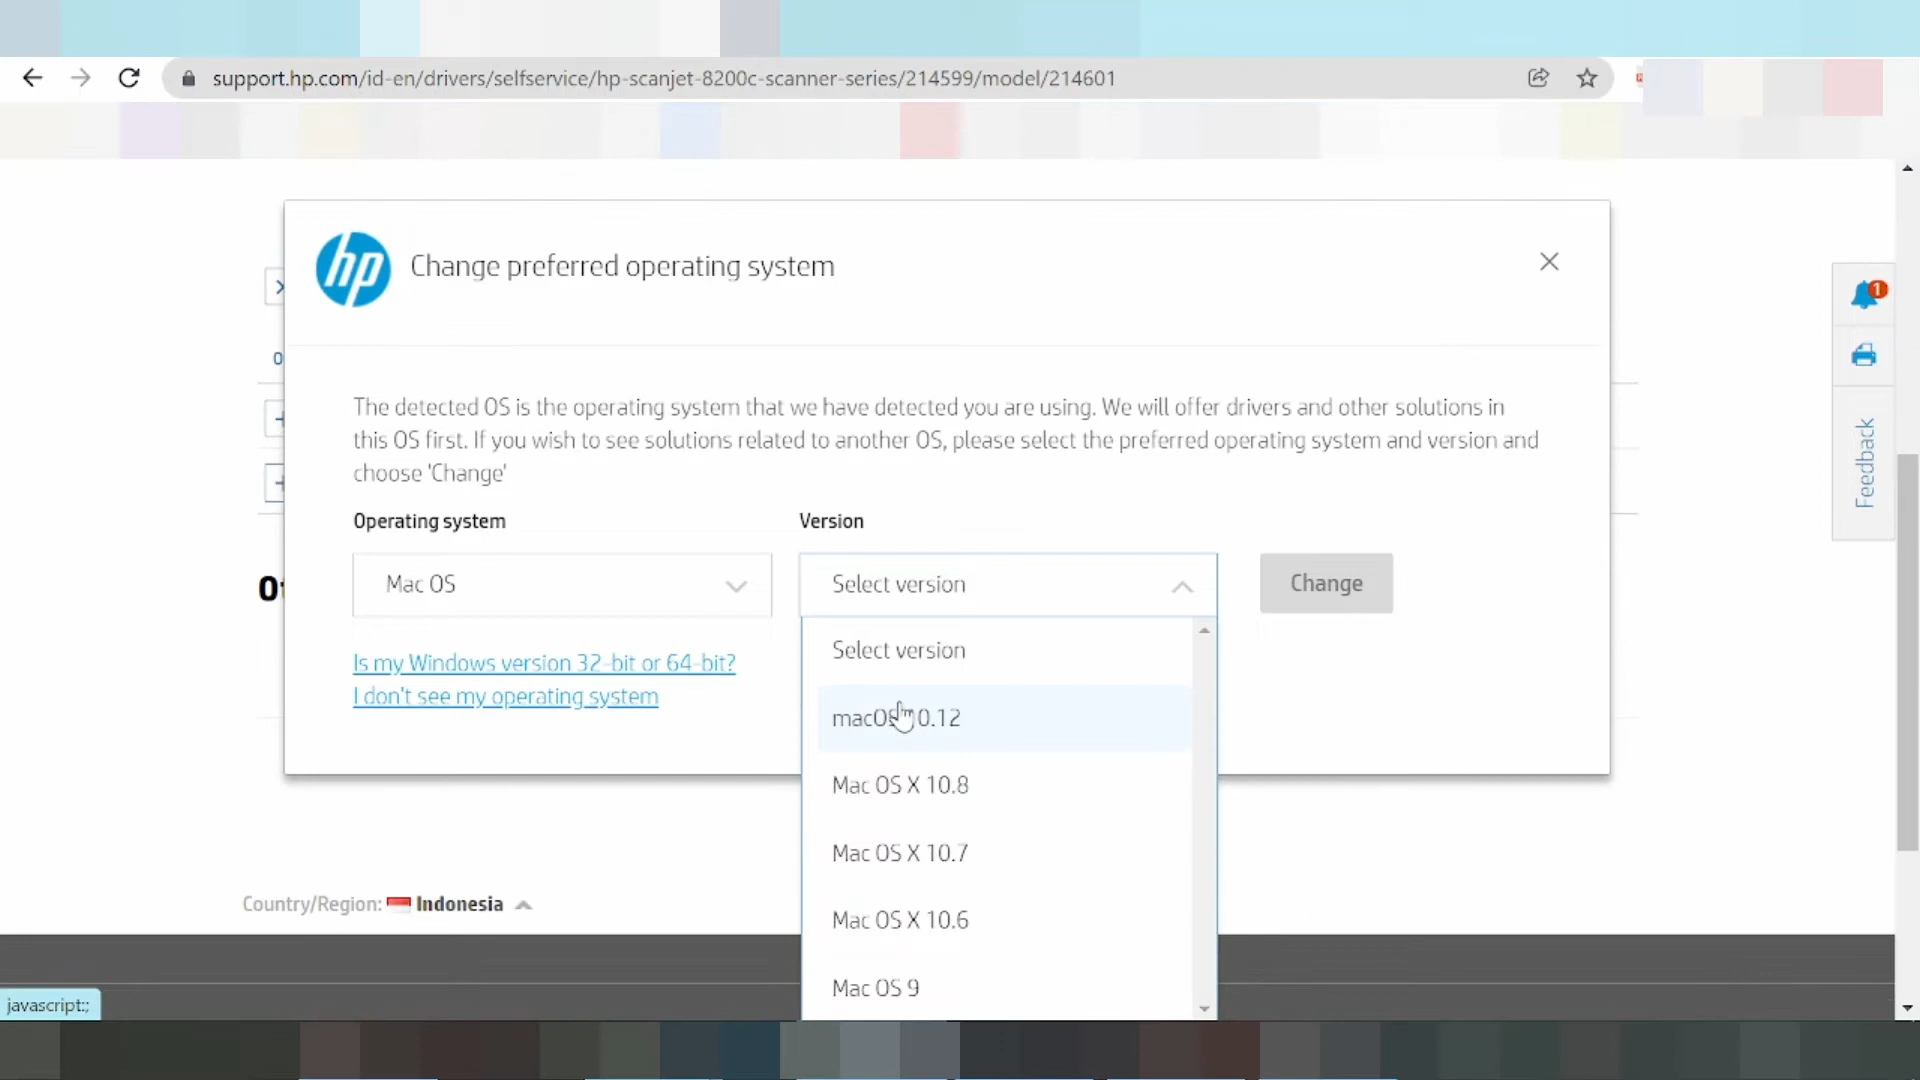 support.hp.com/id-en/drivers/selfservice/hp-scanjet-8200c-scanner-series/214599/model/214601
hp
Change preferred operating system
1
The detected OS is the operating system that we have detected you are using. We will offer drivers and other solutions in
this OS first. If you wish to see solutions related to another OS, please select the preferred operating system and version and
choose 'Change'
Feedback
Operating system
Version
Mac OS
Select version
Change
Is my Windows version 32-bit or 64-bit?
I don't see my operating system
Select version
macOS 10.12
Mac OS X 10.8
Mac OS X 10.7
Mac OS X 10.6
Mac OS 9
Country/Region: Indonesia
javascript:;